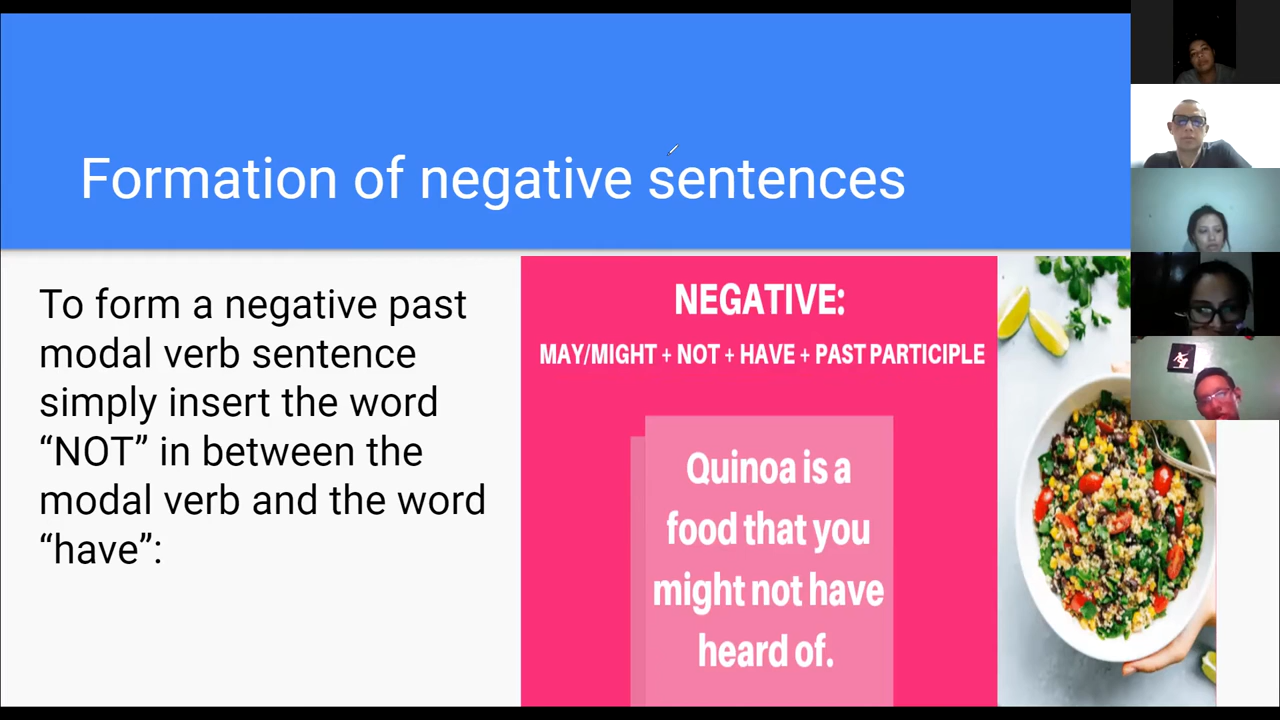 Formation of negative sentences
To form a negative past
modal verb sentence
simply insert the word
“NOT” in between the
modal verb and the word
“have”:
NEGATIVE:
MAY/MIGHT + NOT + HAVE + PAST PARTICIPLE
Quinoa is a
food that you
might not have
heard of.